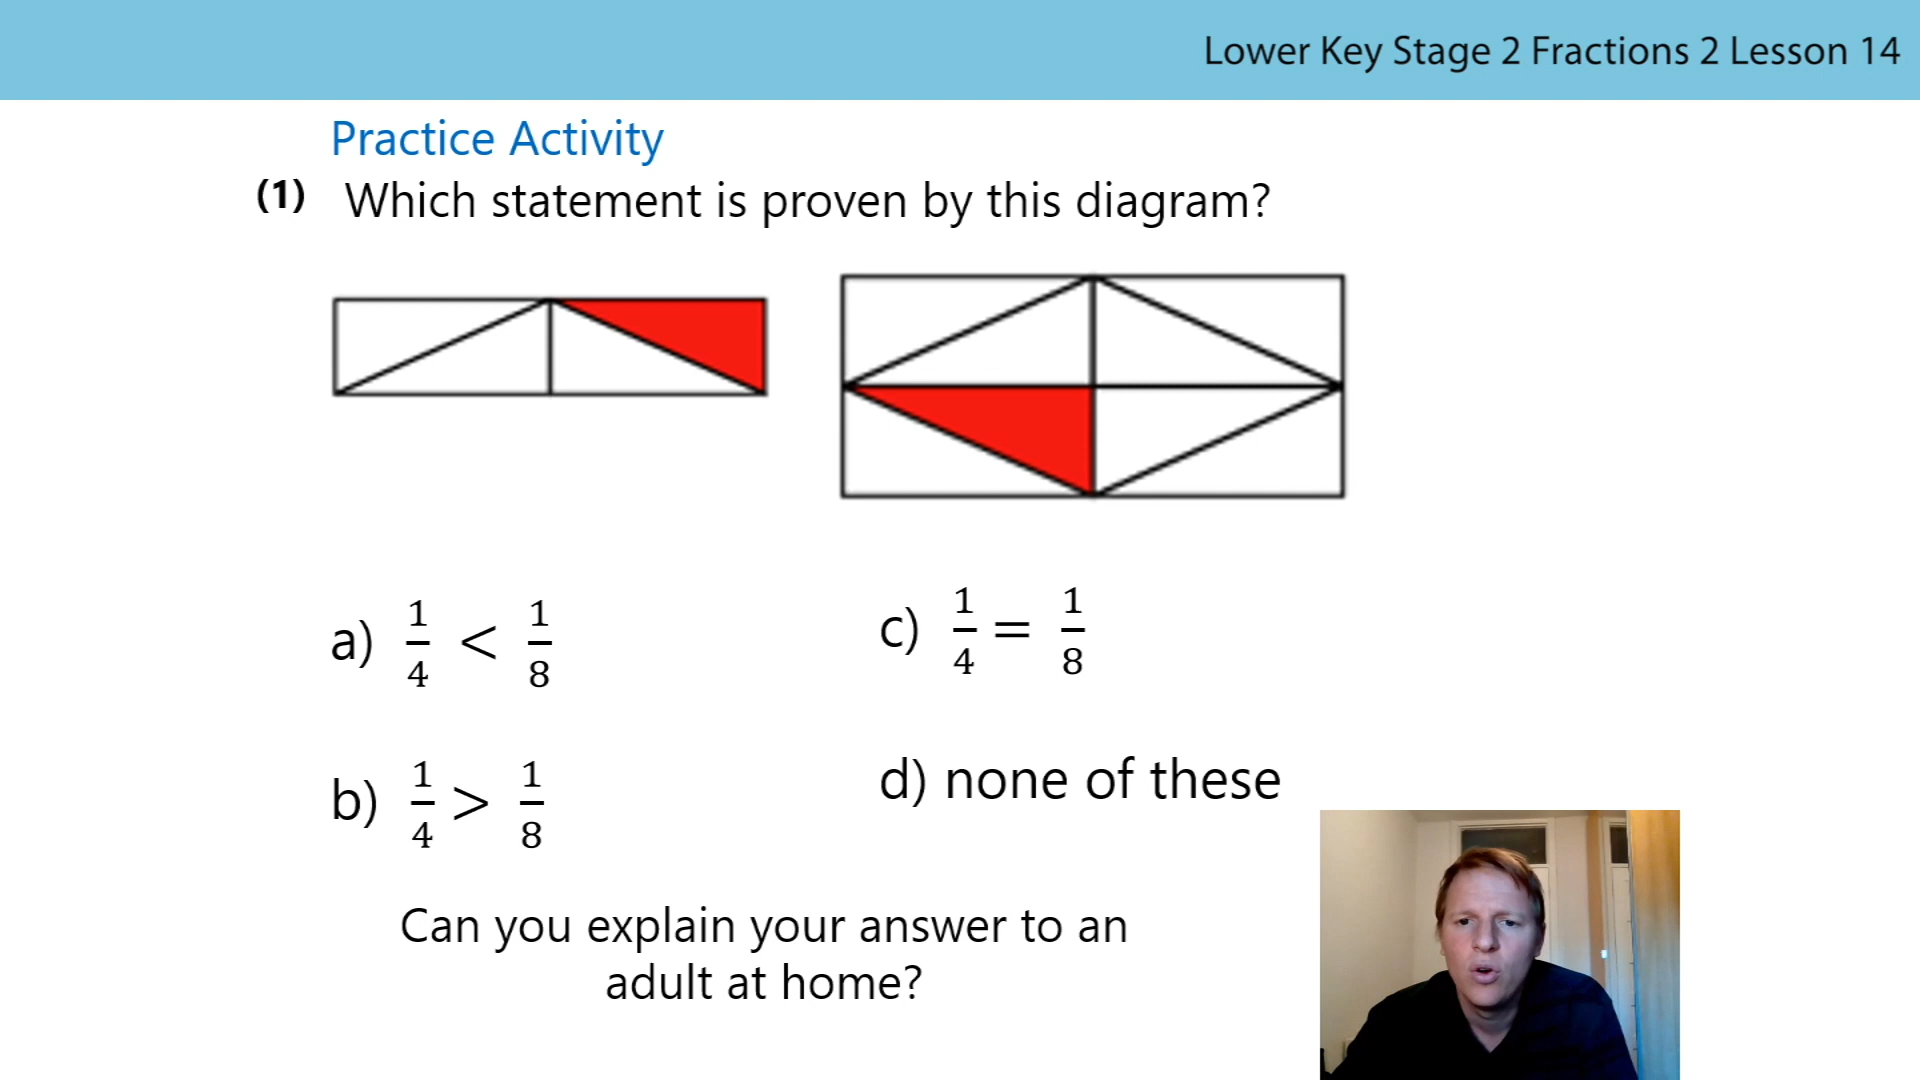 Lower Key Stage 2 Fractions 2 Lesson 14
Practice Activity
(1) Which statement is proven by this diagram?
a) 1/4 < 1/8
c) 1/4 = 1/8
b) 1/4 > 1/8
d) none of these
Can you explain your answer to an
adult at home?